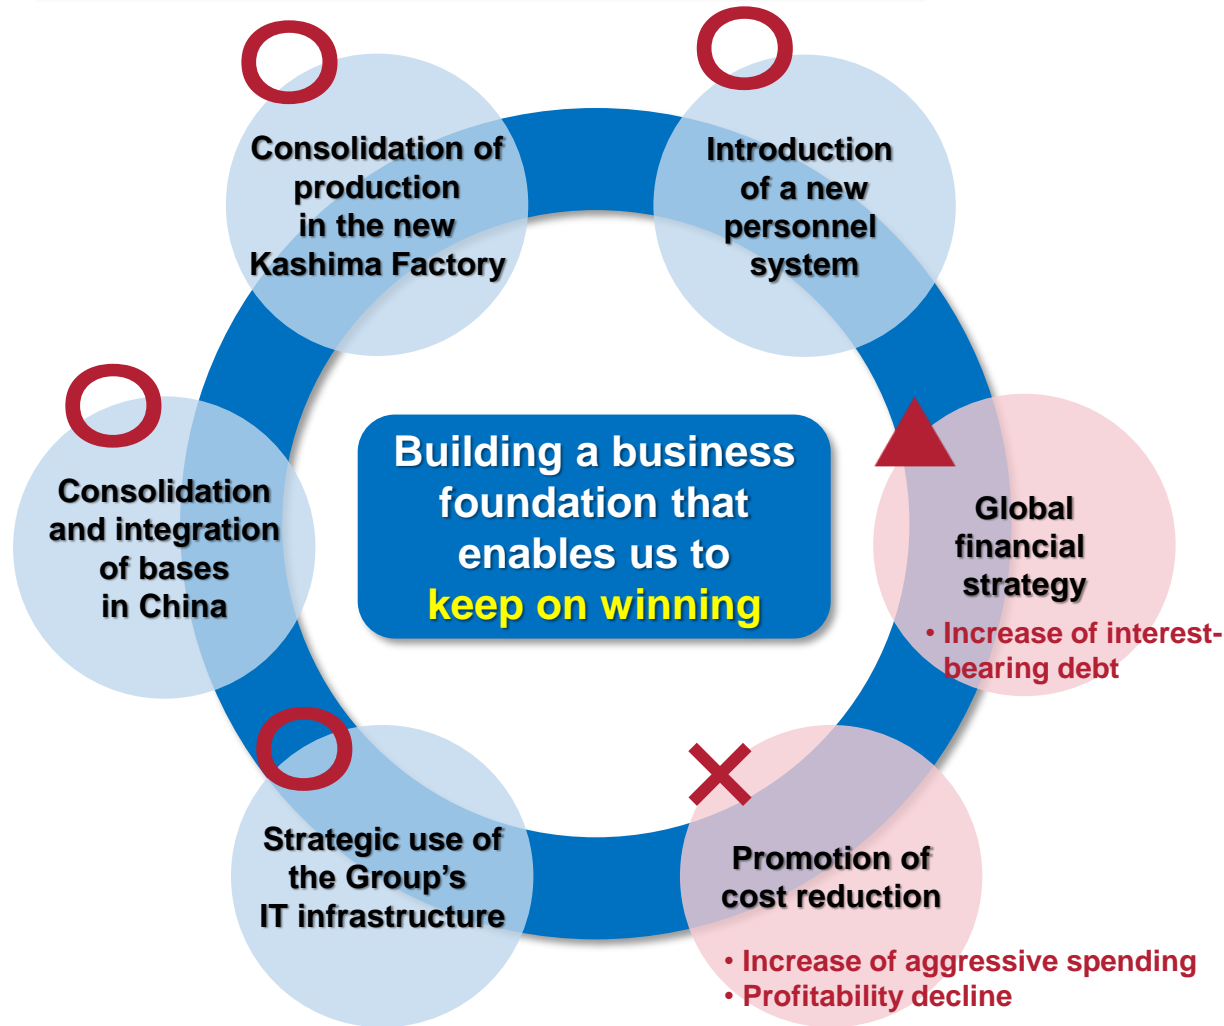 Consolidation of
production
in the new
Kashima Factory
Introduction
of a new
personnel
system
Consolidation
and integration
of bases
in China
Building a business
foundation that
enables us to
keep on winning
Global
financial
strategy
• Increase of interest-
bearing debt
Strategic use of
the Group's
IT infrastructure
Promotion of
cost reduction
• Increase of aggressive spending
• Profitability decline